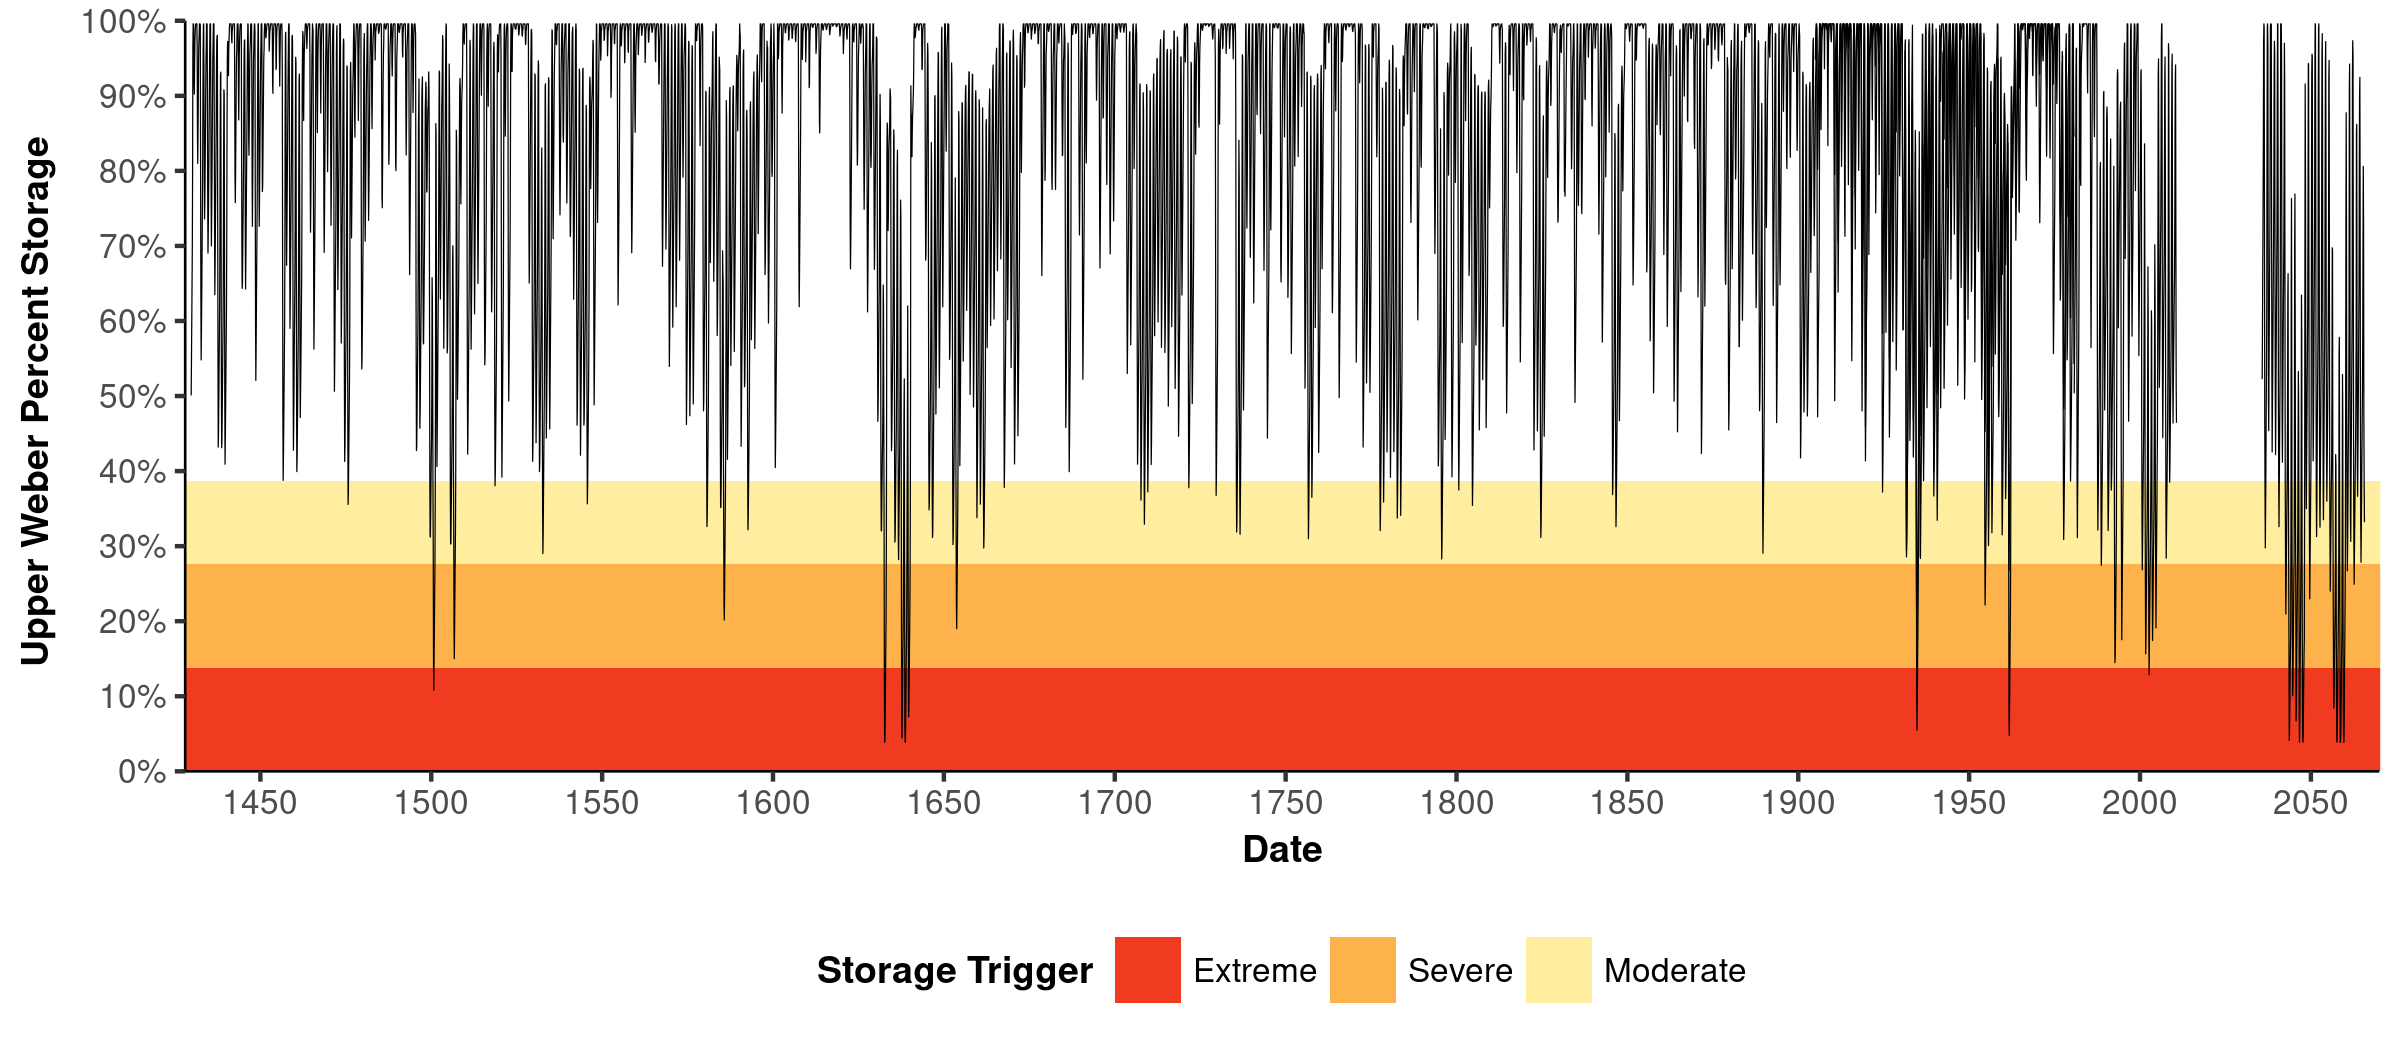 Upper Weber Percent Storage
100%
90%
80%
70%
60%
50%
40%
30%
20%
10%
0%
1450 1500 1550 1600 1650 1700 1750 1800 1850 1900 1950 2000 2050
Date
Storage Trigger Extreme Severe Moderate